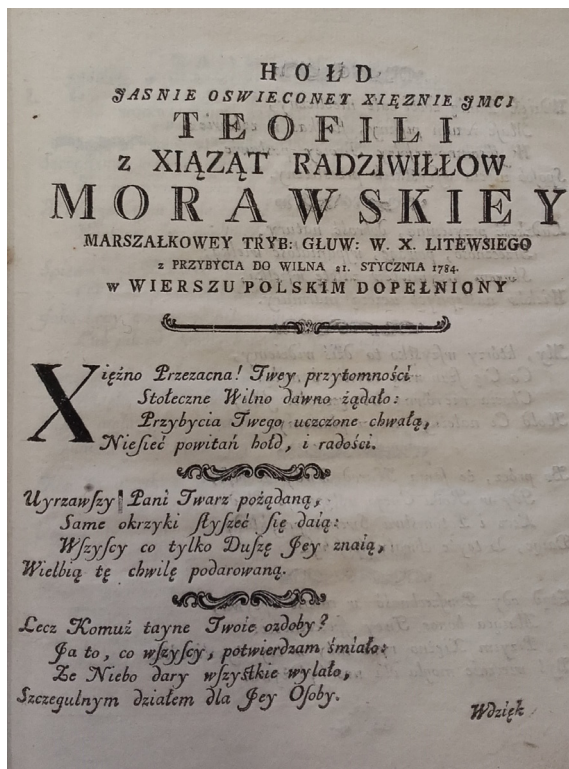 HOŁD
JASNIE OSWIECONEY XIĘZNIE JMCI
TEOFILI
z XIĄZĄT RADZIWIŁŁOW
MORAWSKIEY
MARSZAŁKOWEY TRYB: GŁUW: W. X. LITEWSIEGO
z PRZYBYCIA DO WILNA 21. STYCZNIA 1784.
w WIERSZU POLSKIM DOPEŁNIONY
Xiężno Przezacna! Twey przytomności
Stołeczne Wilno dawno żądało:
Przybycia Twego uczczone chwałą,
Nieſieć powitań hołd, i radości.
Uyrzawſzy Pani Twarz pożądaną,
Same okrzyki ſłyſzeć ſię daią:
Wſzyſcy co tylko Duſzę Jey znaią,
Wielbią tę chwilę podarowaną.
Lecz Komuż tayne Twoie ozdoby?
Ja to, co wſzyſcy, potwierdzam śmiało:
Ze Niebo dary wſzyſtkie wylało,
Szczegulnym działem dla Jey Oſoby.
Wdzięk